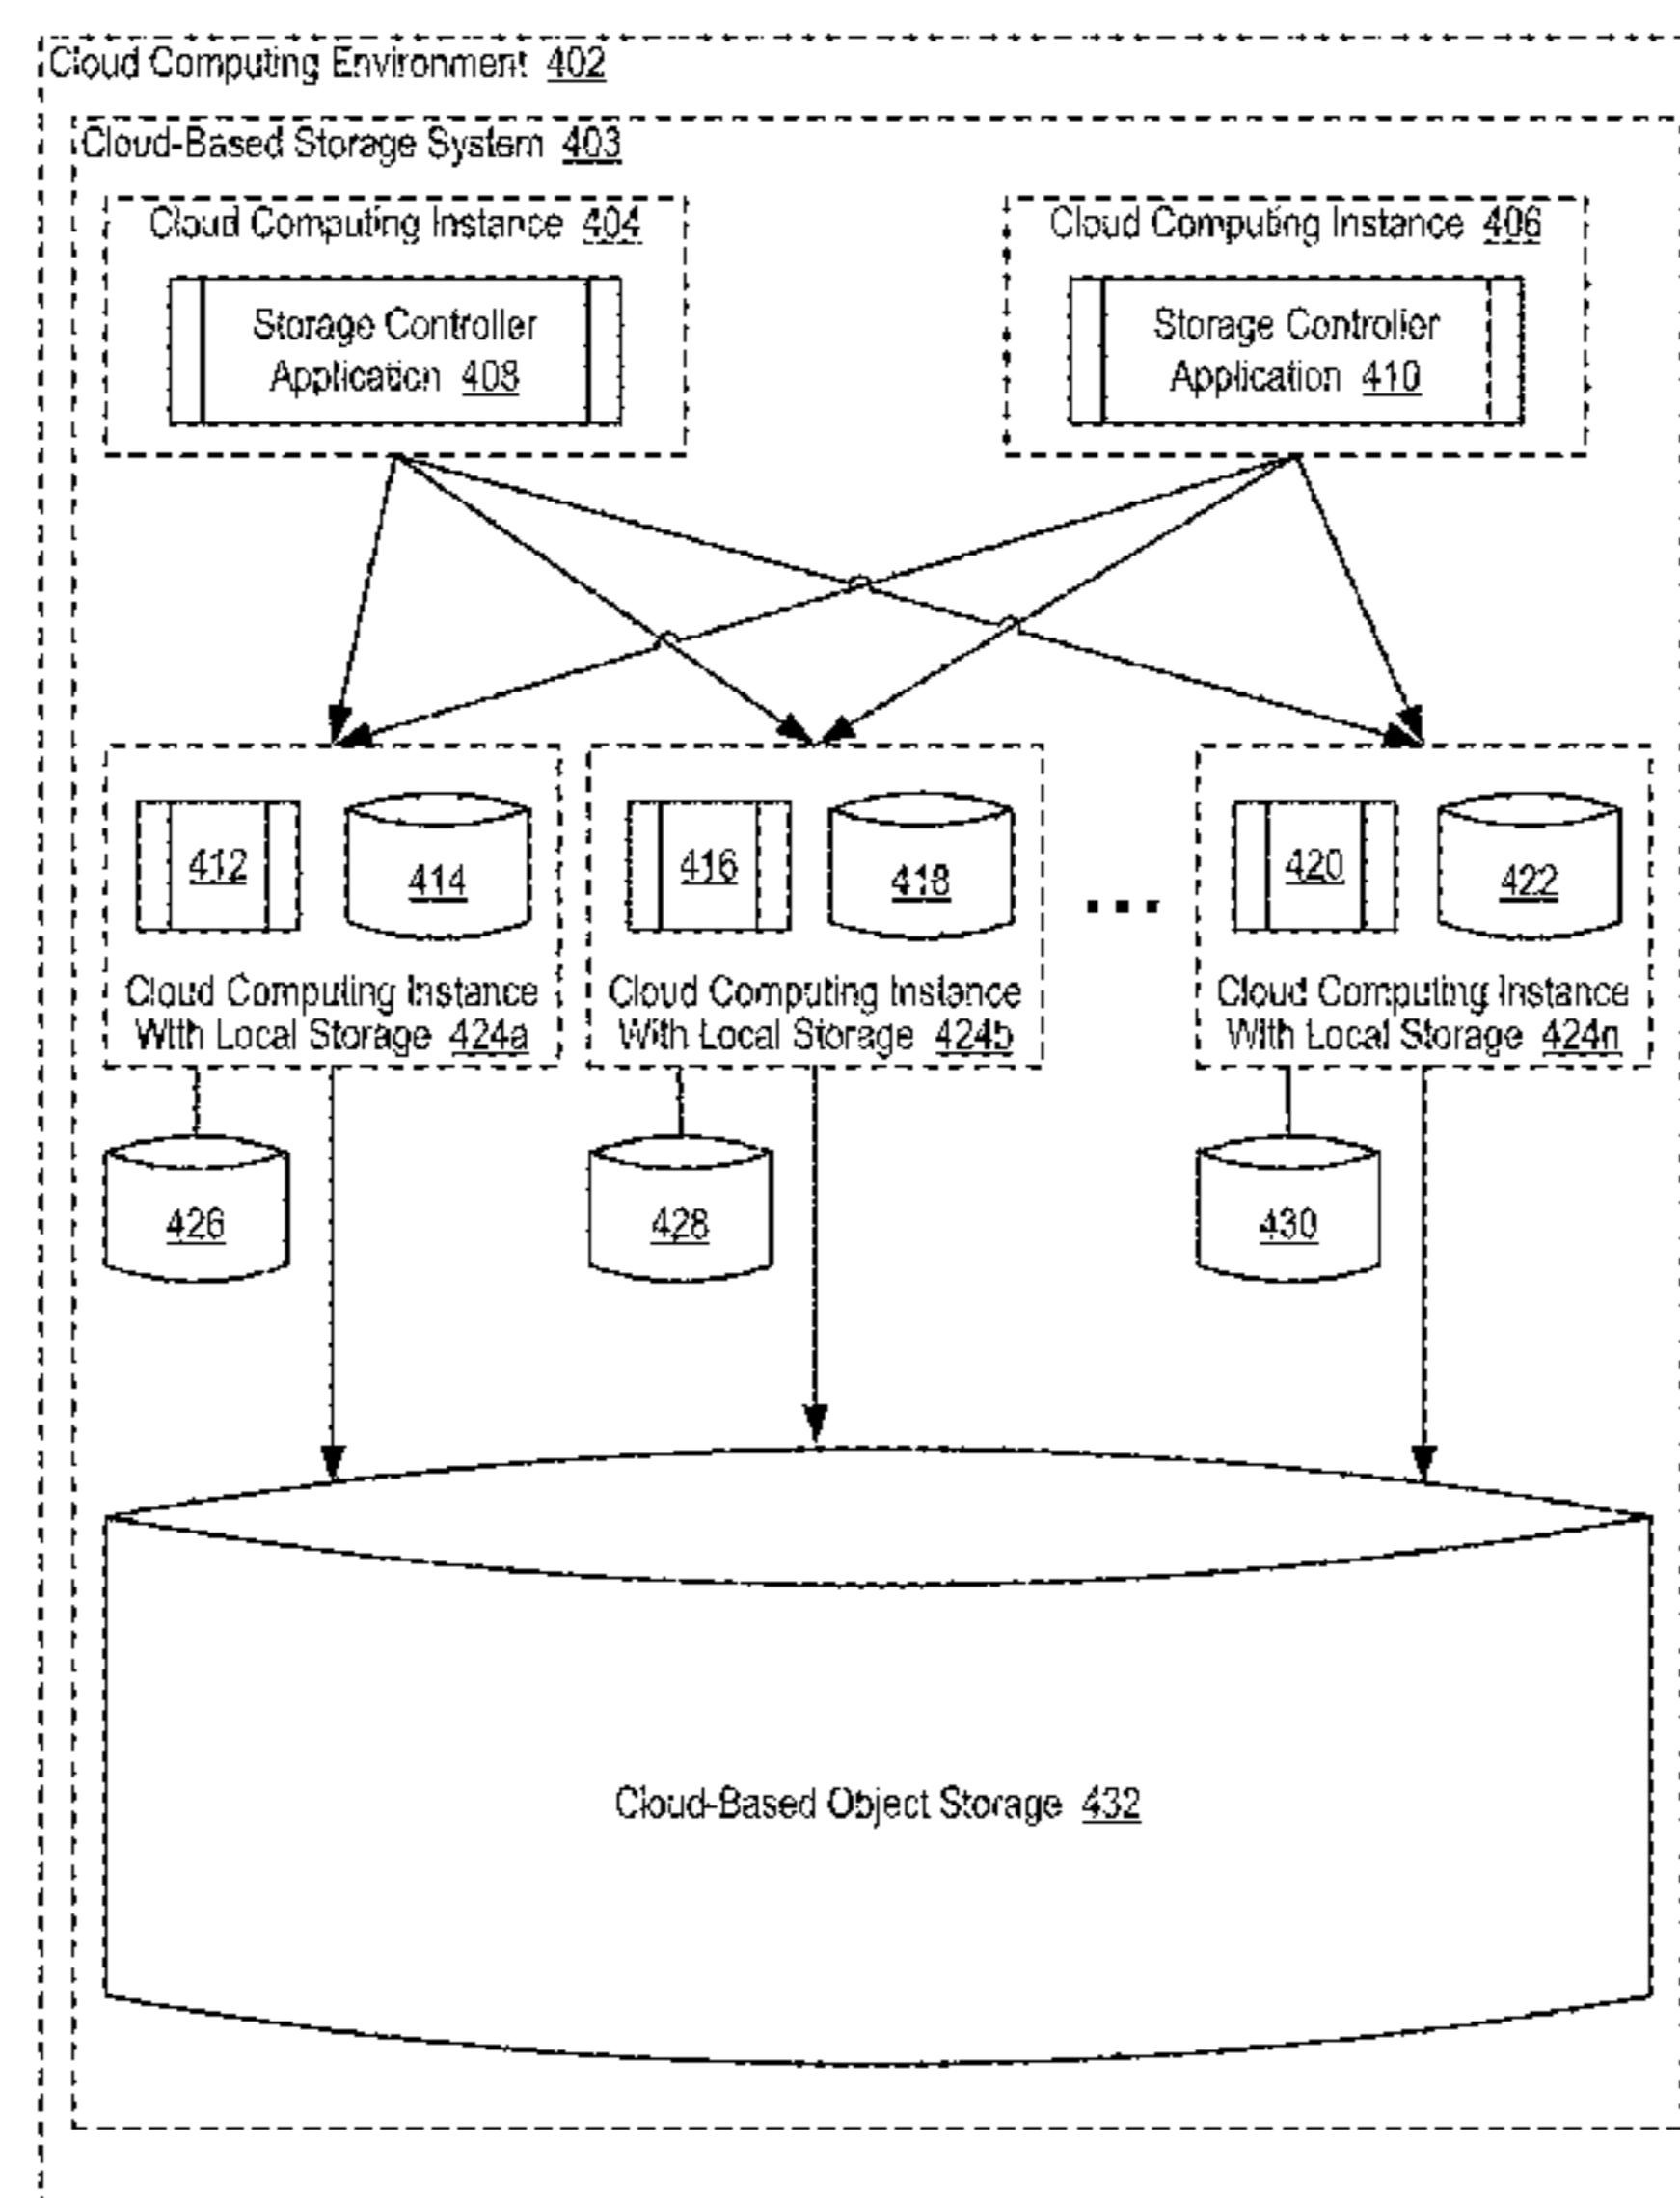 Cloud Computing Environment 402
Cloud-Based Storage System 403
Cloud Computing Instance 404
Cloud Computing Instance 406
Storage Controller
Application 408
Storage Controller
Application 410
412
414
416
418
...
420
422
Cloud Computing Instance
With Local Storage 424a
Cloud Computing Instance
With Local Storage 424b
Cloud Computing Instance
With Local Storage 424n
426
428
430
Cloud-Based Object Storage 432